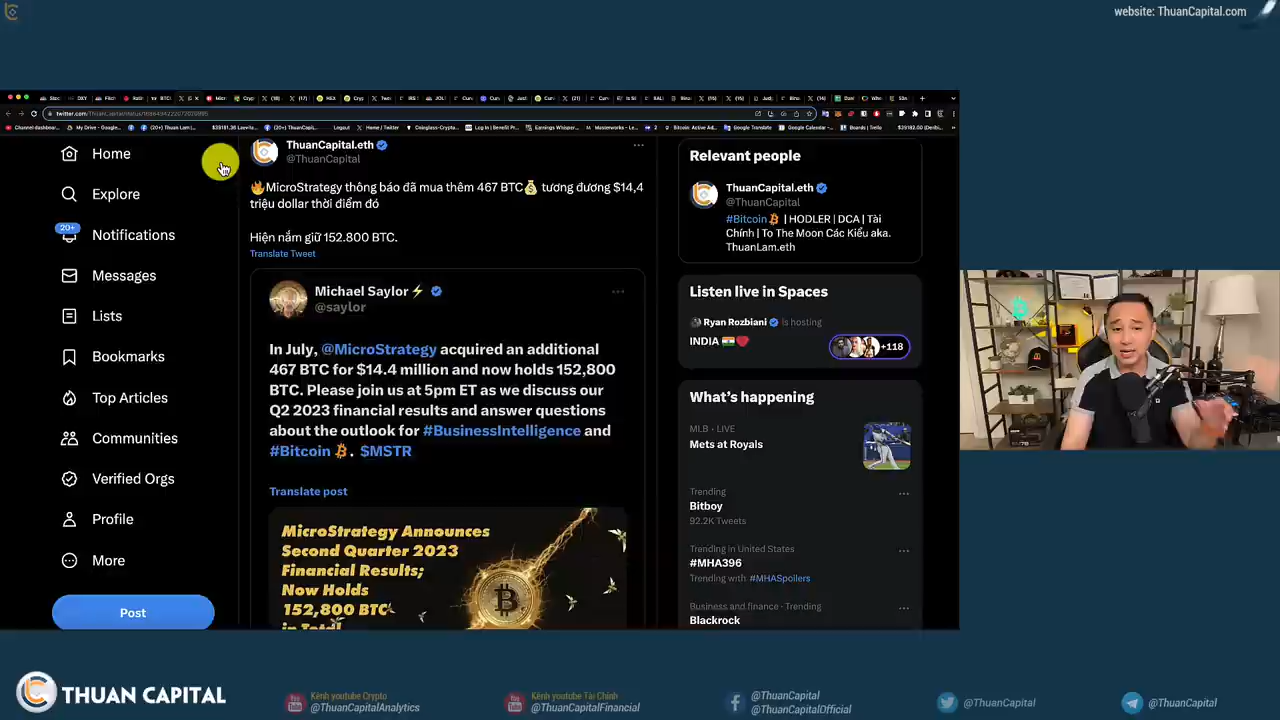 website: ThuanCapital.com
twitter.com/ThuanCapital/status/
Home
Explore
20+
Notifications
Messages
Lists
Bookmarks
Top Articles
Communities
Verified Orgs
Profile
More
Post
ThuanCapital.eth
@ThuanCapital
🔥MicroStrategy thông báo đã mua thêm 467 BTC💰 tương đương $14,4
triệu dollar thời điểm đó
Hiện nắm giữ 152.800 BTC.
Translate Tweet
Michael Saylor⚡
@saylor
In July, @MicroStrategy acquired an additional
467 BTC for $14.4 million and now holds 152,800
BTC. Please join us at 5pm ET as we discuss our
Q2 2023 financial results and answer questions
about the outlook for #BusinessIntelligence and
#Bitcoin. $MSTR
Translate post
MicroStrategy Announces
Second Quarter 2023
Financial Results;
Now Holds
152,800 BTC
in Total
Relevant people
ThuanCapital.eth
@ThuanCapital
#Bitcoin | HODLER | DCA | Tài
Chính | To The Moon Các Kiểu aka.
ThuanLam.eth
Listen live in Spaces
Ryan Rozbiani is hosting
INDIA 🇮🇳❤️
+118
What's happening
MLB · LIVE
Mets at Royals
Trending
Bitboy
92.2K Tweets
Trending in United States
#MHA396
Trending with #MHASpoilers
Business and finance · Trending
Blackrock
THUAN CAPITAL
Kênh youtube Crypto
@ThuanCapitalAnalytics
Kênh youtube Tài Chính
@ThuanCapitalFinancial
@ThuanCapital
@ThuanCapitalOfficial
@ThuanCapital
@ThuanCapital